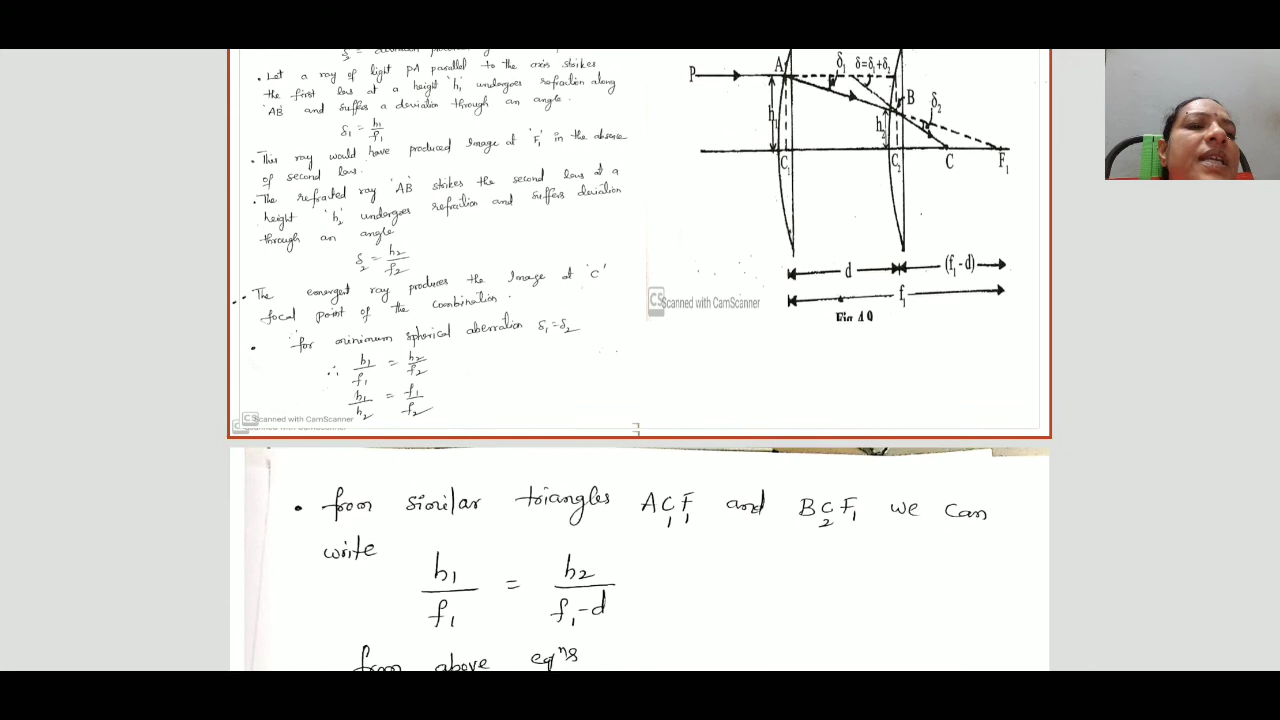 • Let a ray of light PA parallel to the axis strikes
the first lens at a height 'h₁' undergoes refraction along
'AB' and suffers a deviation through an angle.
δ₁ = h₁/f₁
• This ray would have produced Image at 'F₁' in the absence
of second lens.
• The refracted ray 'AB' strikes the second lens at a
height 'h₂' undergoes refraction and suffers deviation
through an angle
δ₂ = h₂/f₂
• The emergent ray produces the Image at 'C'
focal point of the combination.
• for minimum spherical aberration δ₁=δ₂
∴ h₁/f₁ = h₂/f₂
h₁/h₂ = f₁/f₂
CS Scanned with CamScanner
P A δ₁ δ=δ₁+δ₂
B δ₂
h₁ h₂
C₁ C₂ C F₁
d (f₁-d)
f₁
CS Scanned with CamScanner
• from similar triangles AC₁F₁ and BC₂F₁ we can
write
h₁/f₁ = h₂/f₁-d
from above eqⁿs